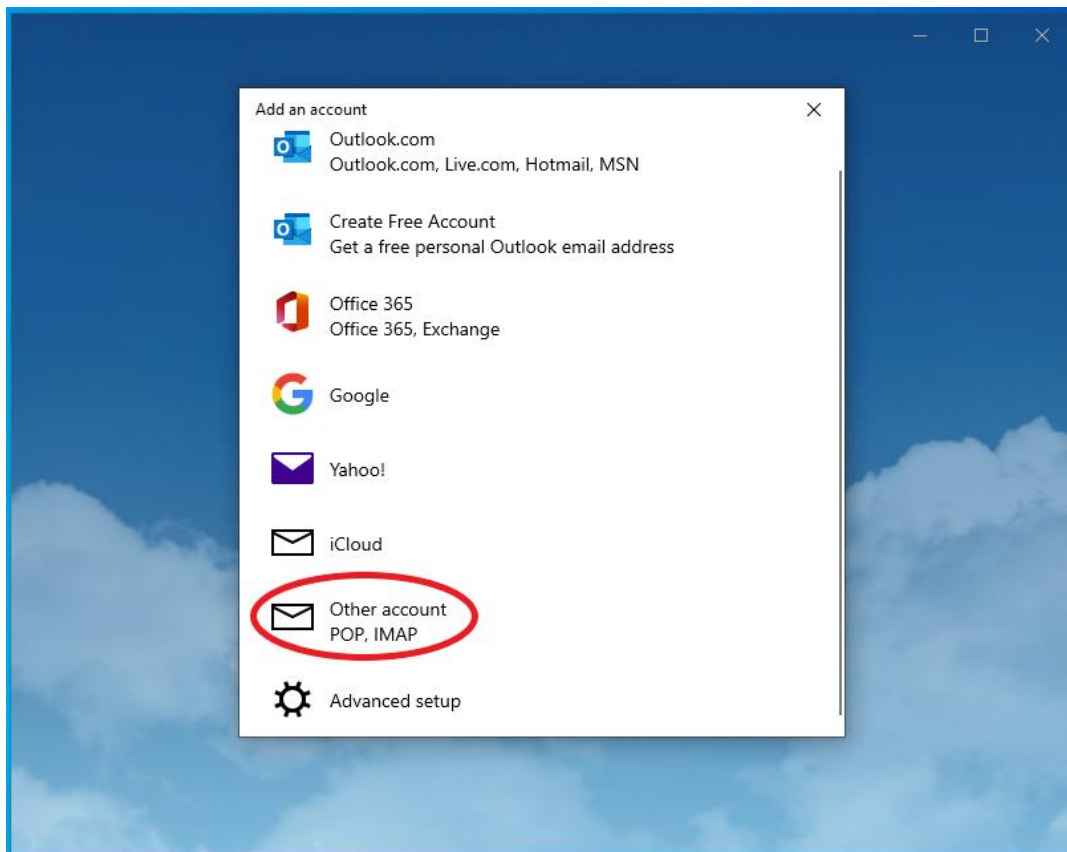 Add an account
Outlook.com
Outlook.com, Live.com, Hotmail, MSN
Create Free Account
Get a free personal Outlook email address
Office 365
Office 365, Exchange
Google
Yahoo!
iCloud
Other account
POP, IMAP
Advanced setup